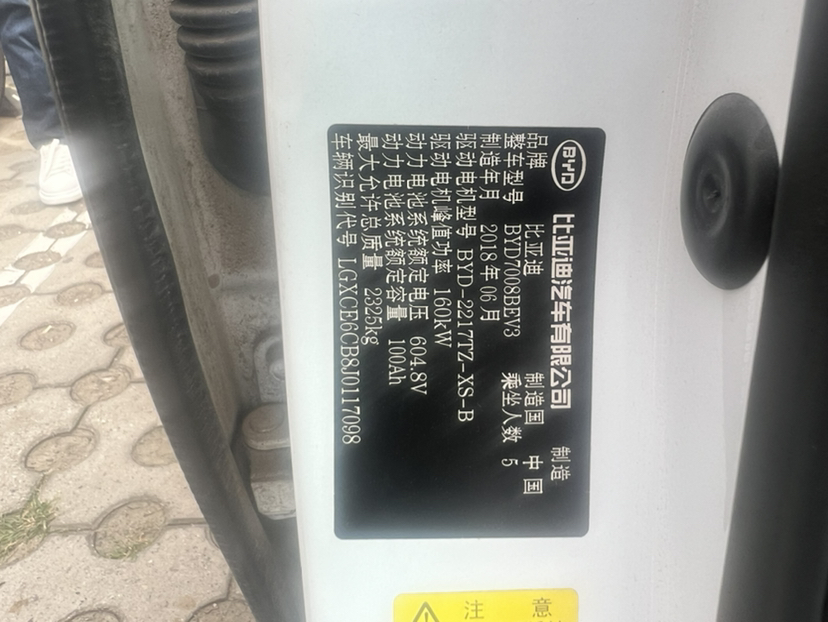 BYD 比亚迪汽车有限公司 制造
品牌 比亚迪 制造国 中国
整车型号 BYD7008BEV3 乘坐人数 5
制造年月 2018年06月
驱动电机型号 BYD-2217TZ-XS-B
驱动电机峰值功率 160kW
动力电池系统额定电压 604.8V
动力电池系统额定容量 100Ah
最大允许总质量 2325kg
车辆识别代号 LGXCE6CB8J0117098
注 意